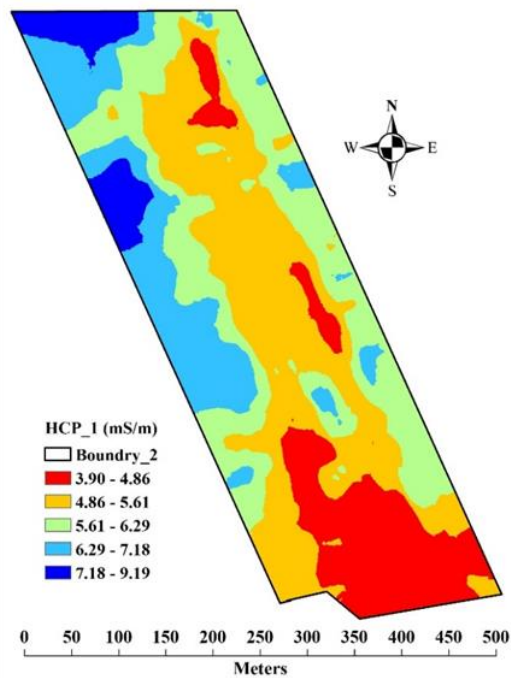 N
W E
S
HCP_1 (mS/m)
Boundry_2
3.90 - 4.86
4.86 - 5.61
5.61 - 6.29
6.29 - 7.18
7.18 - 9.19
0 50 100 150 200 250 300 350 400 450 500
Meters